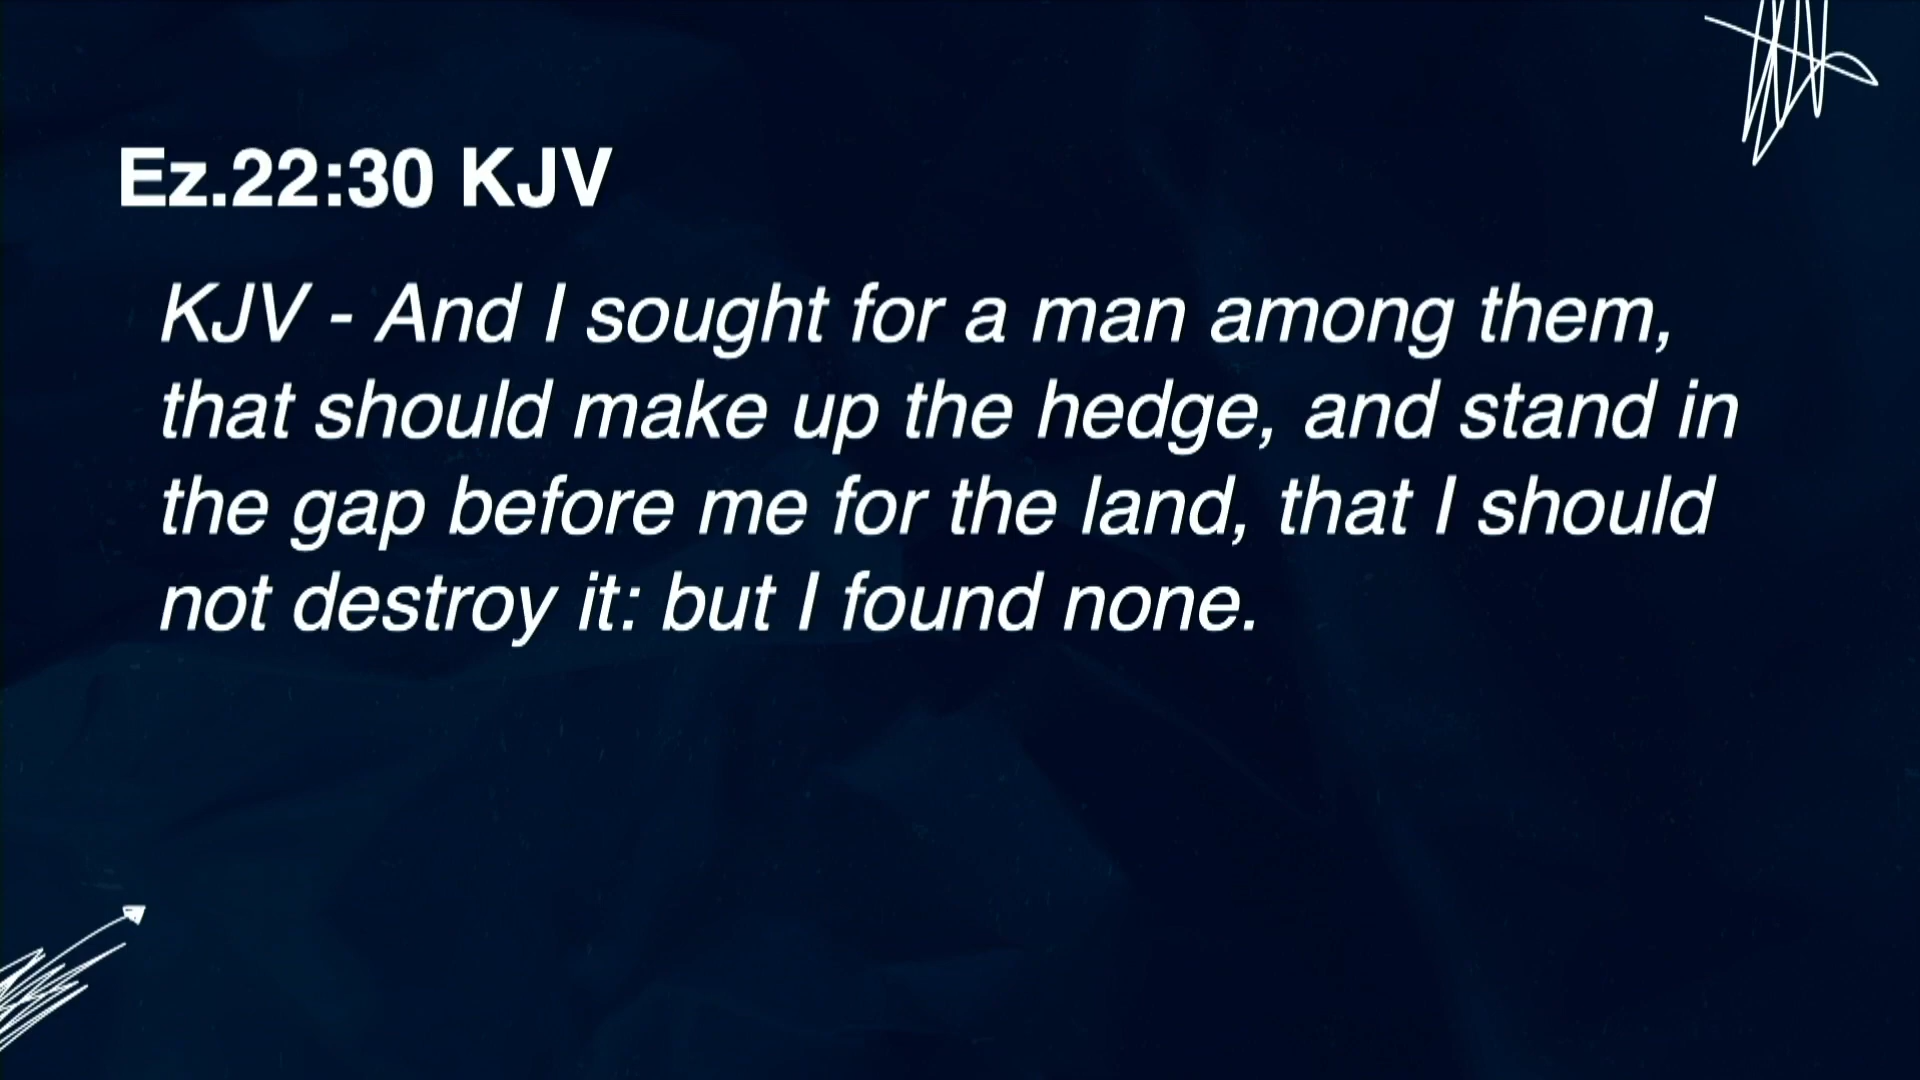 Ez.22:30 KJV
KJV - And I sought for a man among them,
that should make up the hedge, and stand in
the gap before me for the land, that I should
not destroy it: but I found none.